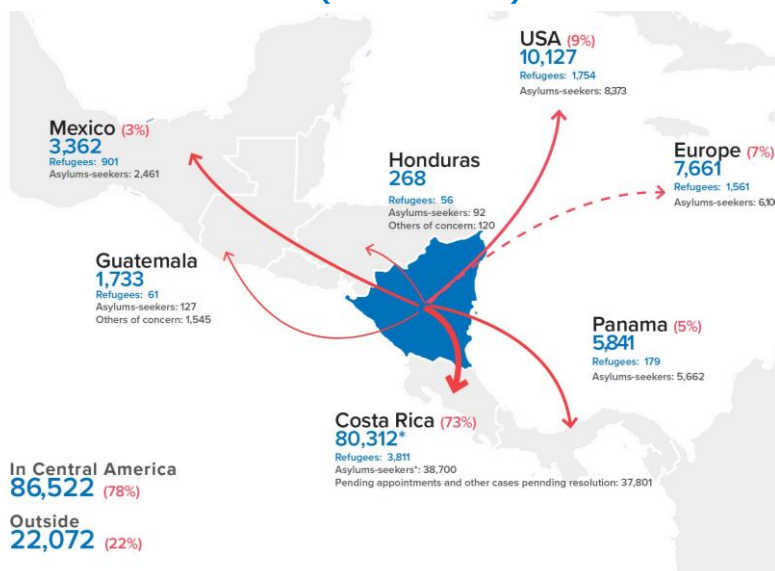 USA (9%)
10,127
Refugees: 1,754
Asylums-seekers: 8,373
Mexico (3%)
3,362
Refugees: 901
Asylums-seekers: 2,461
Honduras
268
Refugees: 56
Asylums-seekers: 92
Others of concern: 120
Europe (7%)
7,661
Refugees: 1,561
Asylums-seekers: 6,10
Guatemala
1,733
Refugees: 61
Asylums-seekers: 127
Others of concern: 1,545
Panama (5%)
5,841
Refugees: 179
Asylums-seekers: 5,662
Costa Rica (73%)
80,312*
Refugees: 3,811
Asylums-seekers*: 38,700
Pending appointments and other cases pennding resolution: 37,801
In Central America
86,522 (78%)
Outside
22,072 (22%)